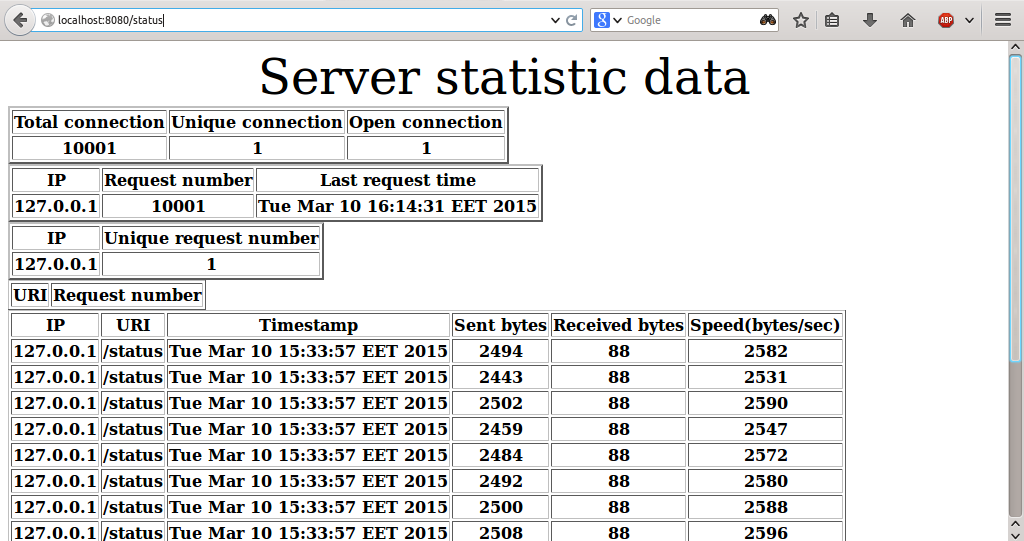 localhost:8080/status
8 Google
ABP
Server statistic data
Total connection Unique connection Open connection
10001 1 1
IP Request number Last request time
127.0.0.1 10001 Tue Mar 10 16:14:31 EET 2015
IP Unique request number
127.0.0.1 1
URI Request number
IP URI Timestamp Sent bytes Received bytes Speed(bytes/sec)
127.0.0.1 /status Tue Mar 10 15:33:57 EET 2015 2494 88 2582
127.0.0.1 /status Tue Mar 10 15:33:57 EET 2015 2443 88 2531
127.0.0.1 /status Tue Mar 10 15:33:57 EET 2015 2502 88 2590
127.0.0.1 /status Tue Mar 10 15:33:57 EET 2015 2459 88 2547
127.0.0.1 /status Tue Mar 10 15:33:57 EET 2015 2484 88 2572
127.0.0.1 /status Tue Mar 10 15:33:57 EET 2015 2492 88 2580
127.0.0.1 /status Tue Mar 10 15:33:57 EET 2015 2500 88 2588
127.0.0.1 /status Tue Mar 10 15:33:57 EET 2015 2508 88 2596